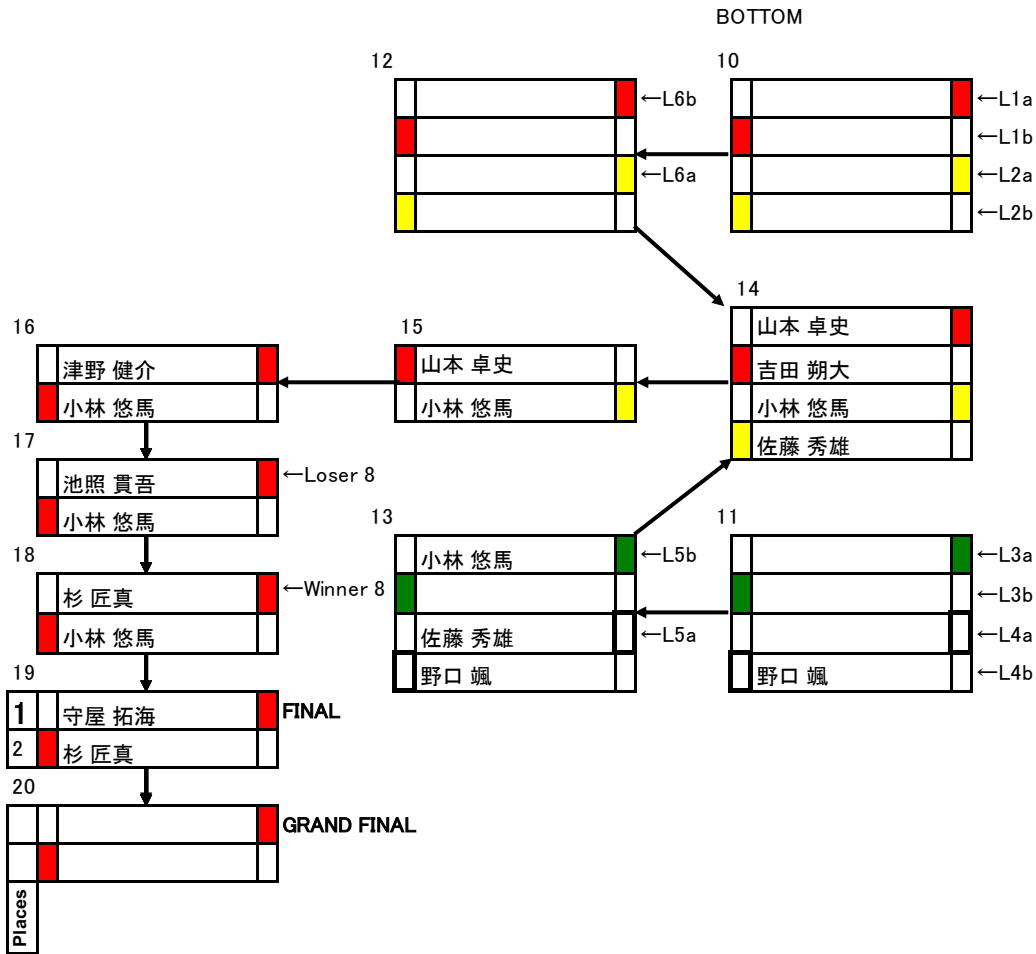 BOTTOM
12
10
←L6b
←L1a
←L1b
←L6a
←L2a
←L2b
14
山本 卓史
吉田 朔大
小林 悠馬
佐藤 秀雄
16
15
津野 健介
小林 悠馬
山本 卓史
小林 悠馬
17
池照 貫吾
←Loser 8
小林 悠馬
13
11
小林 悠馬
←L5b
←L3a
←L3b
佐藤 秀雄
←L5a
←L4a
野口 颯
野口 颯
←L4b
18
杉 匠真
←Winner 8
小林 悠馬
19
1 守屋 拓海
FINAL
2 杉 匠真
20
GRAND FINAL
Places